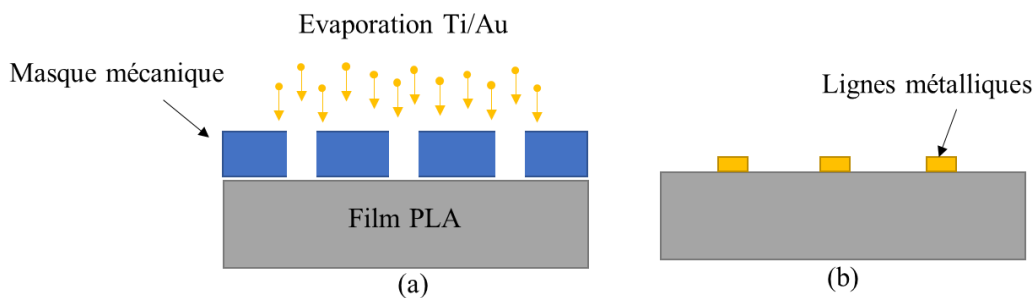 Evaporation Ti/Au
Masque mécanique
Lignes métalliques
Film PLA
(a)
(b)